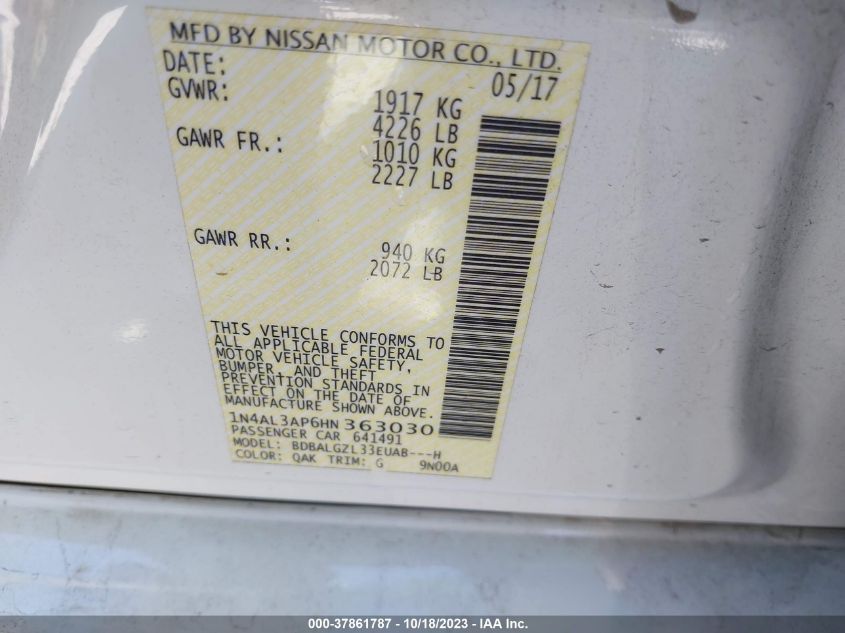 MFD BY NISSAN MOTOR CO., LTD.
DATE: 05/17
GVWR: 1917 KG
4226 LB
GAWR FR.: 1010 KG
2227 LB
GAWR RR.: 940 KG
2072 LB
THIS VEHICLE CONFORMS TO
ALL APPLICABLE FEDERAL
MOTOR VEHICLE SAFETY,
BUMPER, AND THEFT
PREVENTION STANDARDS IN
EFFECT ON THE DATE OF
MANUFACTURE SHOWN ABOVE.
1N4AL3AP6HN 363030
PASSENGER CAR 641491
MODEL: BDBALGZL33EUAB---H
COLOR: QAK TRIM: G 9N00A
000-37861787 - 10/18/2023 - IAA Inc.